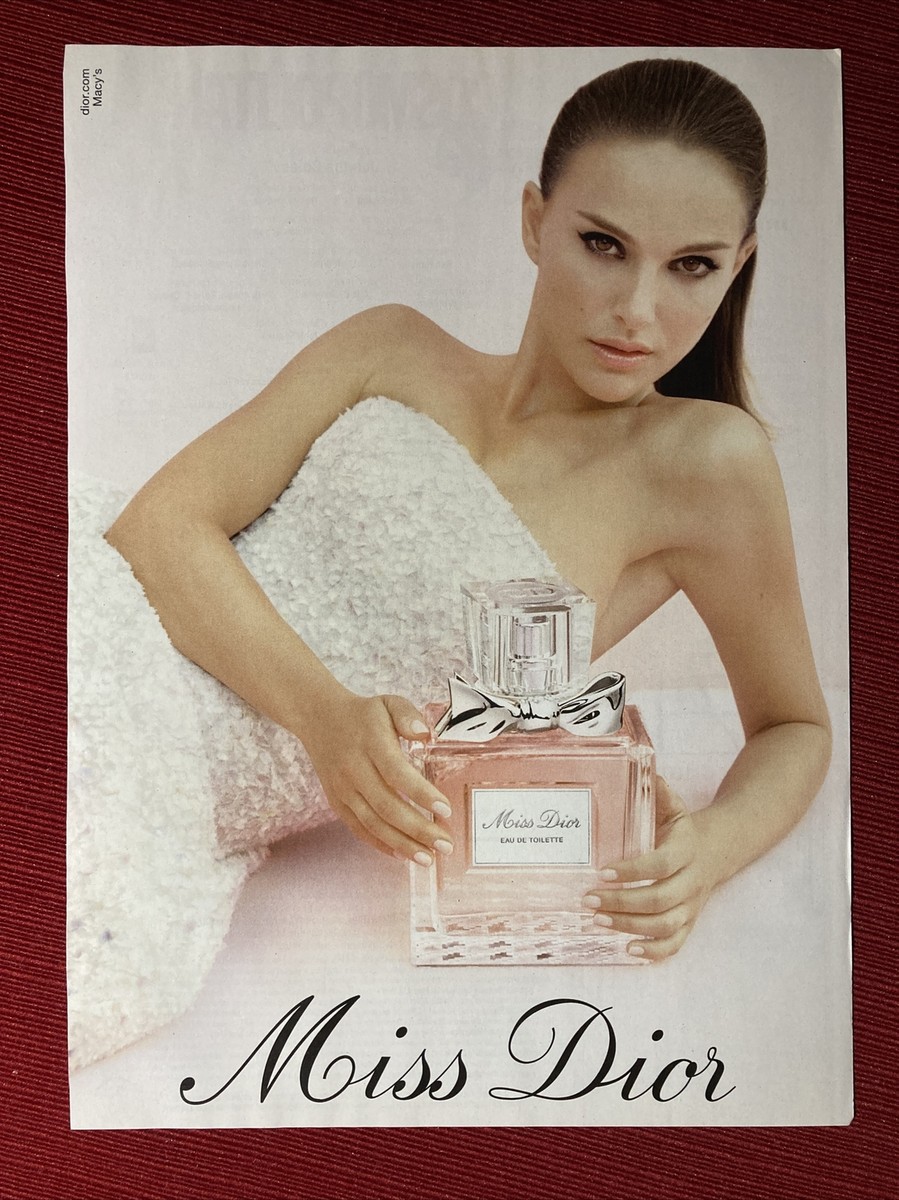 dior.com
Macy's
Miss Dior
EAU DE TOILETTE
Miss Dior